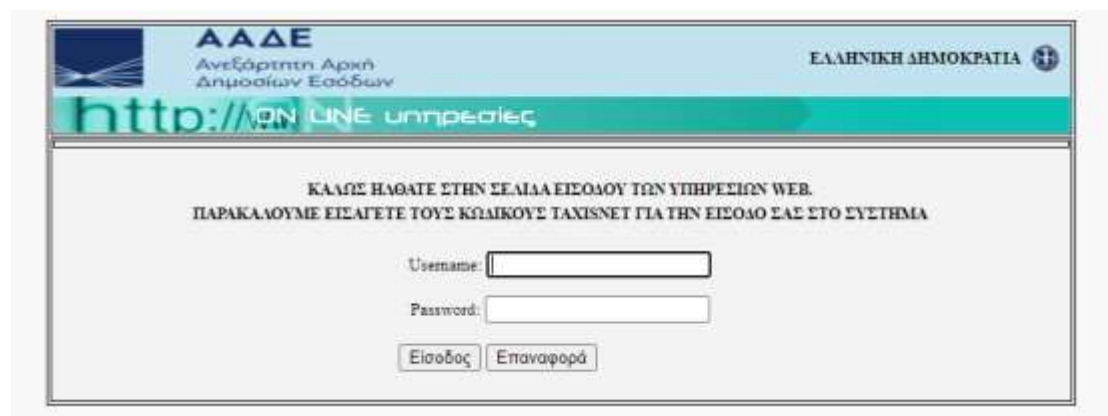 ΑΑΔΕ
Ανεξάρτητη Αρχή
Δημοσίων Εσόδων
ΕΛΛΗΝΙΚΗ ΔΗΜΟΚΡΑΤΙΑ
http://www
ON LINE υπηρεσίες
ΚΑΛΩΣ ΗΛΘΑΤΕ ΣΤΗΝ ΣΕΛΙΔΑ ΕΙΣΟΔΟΥ ΤΩΝ ΥΠΗΡΕΣΙΩΝ WEB.
ΠΑΡΑΚΑΛΟΥΜΕ ΕΙΣΑΓΕΤΕ ΤΟΥΣ ΚΩΔΙΚΟΥΣ TAXISNET ΓΙΑ ΤΗΝ ΕΙΣΟΔΟ ΣΑΣ ΣΤΟ ΣΥΣΤΗΜΑ
Username:
Password:
Είσοδος Επαναφορά